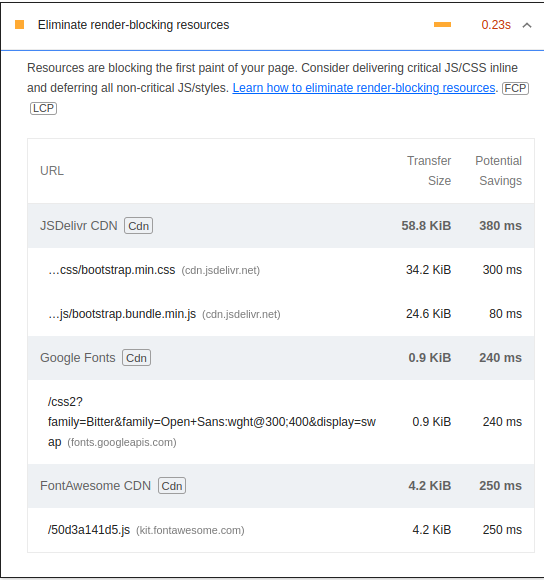 Eliminate render-blocking resources 0.23s
Resources are blocking the first paint of your page. Consider delivering critical JS/CSS inline
and deferring all non-critical JS/styles. Learn how to eliminate render-blocking resources. FCP
LCP
URL Transfer Size Potential Savings
JSDelivr CDN Cdn 58.8 KiB 380 ms
…css/bootstrap.min.css (cdn.jsdelivr.net) 34.2 KiB 300 ms
…js/bootstrap.bundle.min.js (cdn.jsdelivr.net) 24.6 KiB 80 ms
Google Fonts Cdn 0.9 KiB 240 ms
/css2?
family=Bitter&family=Open+Sans:wght@300;400&display=sw 0.9 KiB 240 ms
ap (fonts.googleapis.com)
FontAwesome CDN Cdn 4.2 KiB 250 ms
/50d3a141d5.js (kit.fontawesome.com) 4.2 KiB 250 ms